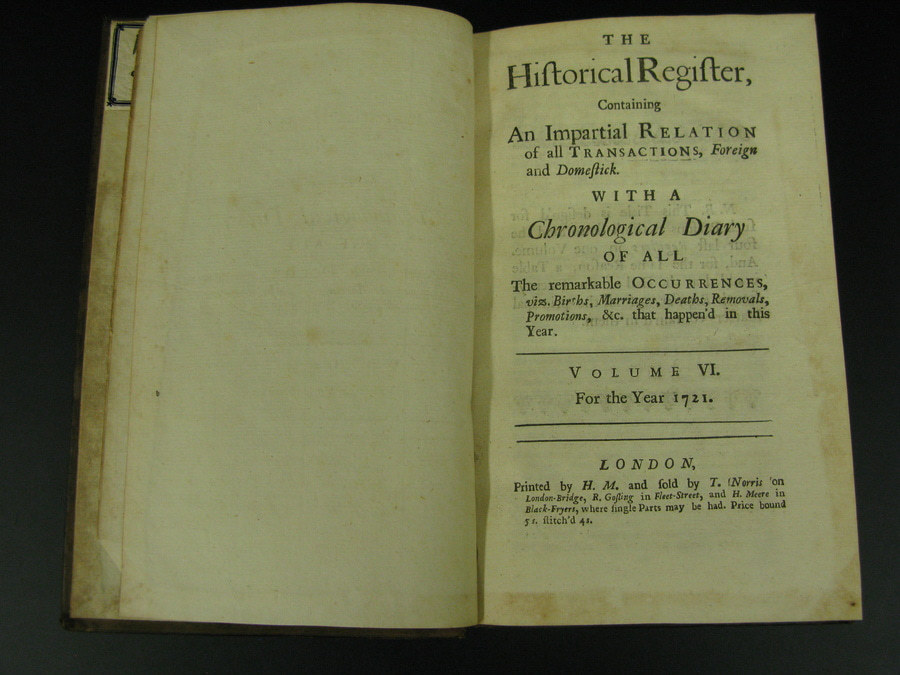 THE
Hiſtorical Regiſter,
Containing
An Impartial RELATION
of all TRANSACTIONS, Foreign
and Domeſtick.
WITH A
Chronological Diary
OF ALL
The remarkable OCCURRENCES,
viz. Births, Marriages, Deaths, Removals,
Promotions, &c. that happen'd in this
Year.
VOLUME VI.
For the Year 1721.
LONDON,
Printed by H. M. and ſold by T. Norris on
London-Bridge, R. Goſling in Fleet-Street, and H. Meere in
Black-Fryers, where ſingle Parts may be had. Price bound
5 s. ſtitch'd 4s.